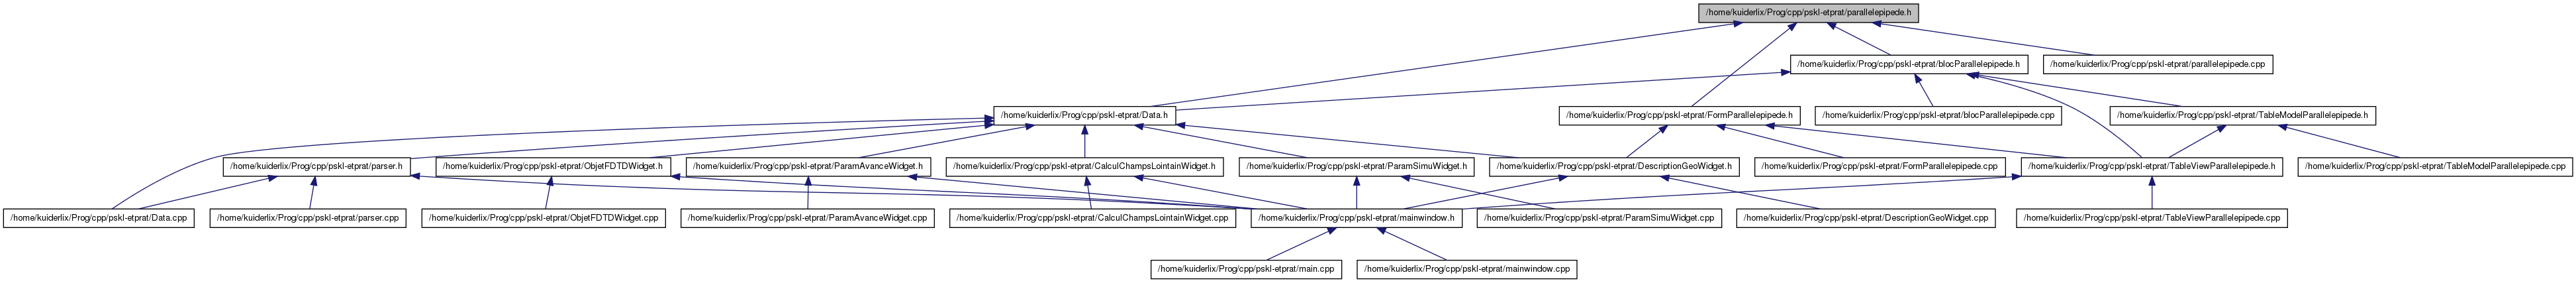 /home/kuiderlix/Prog/cpp/pskl-etprat/parallelepipede.h
/home/kuiderlix/Prog/cpp/pskl-etprat/blocParallelepipede.h
/home/kuiderlix/Prog/cpp/pskl-etprat/parallelepipede.cpp
/home/kuiderlix/Prog/cpp/pskl-etprat/Data.h
/home/kuiderlix/Prog/cpp/pskl-etprat/FormParallelepipede.h
/home/kuiderlix/Prog/cpp/pskl-etprat/blocParallelepipede.cpp
/home/kuiderlix/Prog/cpp/pskl-etprat/TableModelParallelepipede.h
/home/kuiderlix/Prog/cpp/pskl-etprat/parser.h
/home/kuiderlix/Prog/cpp/pskl-etprat/ObjetFDTDWidget.h
/home/kuiderlix/Prog/cpp/pskl-etprat/ParamAvanceWidget.h
/home/kuiderlix/Prog/cpp/pskl-etprat/CalculChampsLointainWidget.h
/home/kuiderlix/Prog/cpp/pskl-etprat/ParamSimuWidget.h
/home/kuiderlix/Prog/cpp/pskl-etprat/DescriptionGeoWidget.h
/home/kuiderlix/Prog/cpp/pskl-etprat/FormParallelepipede.cpp
/home/kuiderlix/Prog/cpp/pskl-etprat/TableViewParallelepipede.h
/home/kuiderlix/Prog/cpp/pskl-etprat/TableModelParallelepipede.cpp
/home/kuiderlix/Prog/cpp/pskl-etprat/Data.cpp
/home/kuiderlix/Prog/cpp/pskl-etprat/parser.cpp
/home/kuiderlix/Prog/cpp/pskl-etprat/ObjetFDTDWidget.cpp
/home/kuiderlix/Prog/cpp/pskl-etprat/ParamAvanceWidget.cpp
/home/kuiderlix/Prog/cpp/pskl-etprat/CalculChampsLointainWidget.cpp
/home/kuiderlix/Prog/cpp/pskl-etprat/mainwindow.h
/home/kuiderlix/Prog/cpp/pskl-etprat/ParamSimuWidget.cpp
/home/kuiderlix/Prog/cpp/pskl-etprat/DescriptionGeoWidget.cpp
/home/kuiderlix/Prog/cpp/pskl-etprat/TableViewParallelepipede.cpp
/home/kuiderlix/Prog/cpp/pskl-etprat/main.cpp
/home/kuiderlix/Prog/cpp/pskl-etprat/mainwindow.cpp